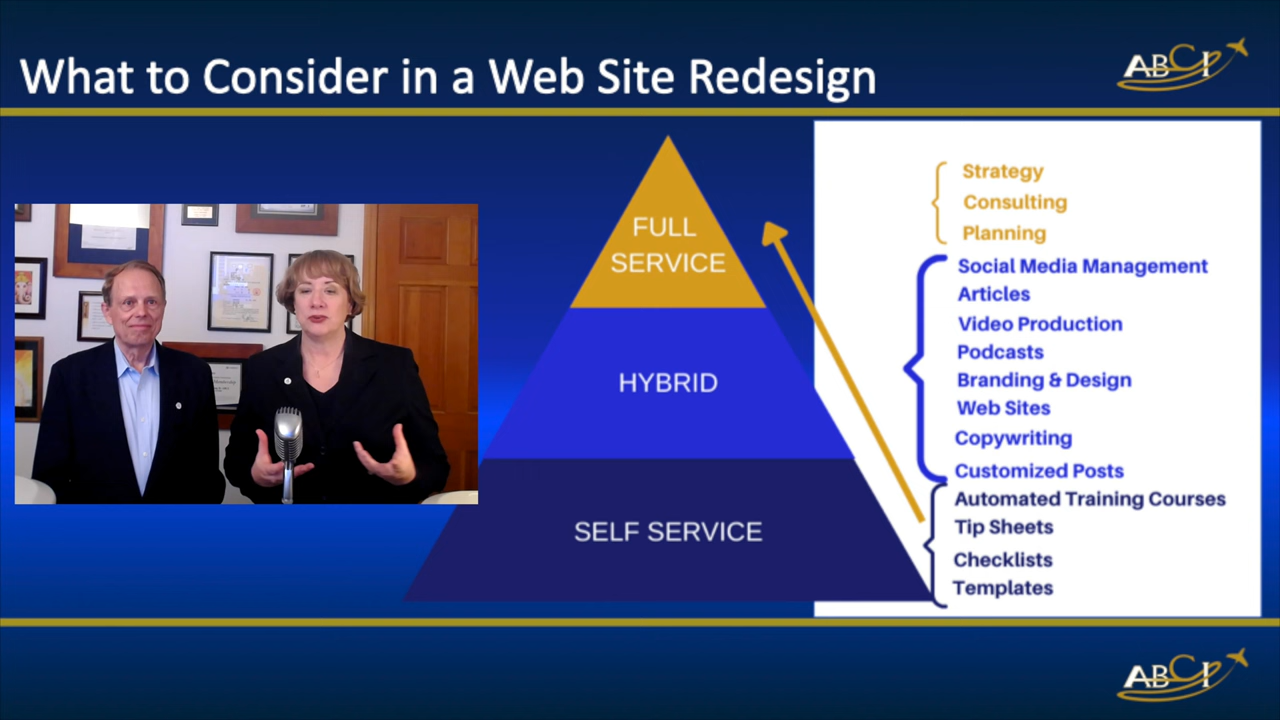 What to Consider in a Web Site Redesign
ABCI
FULL
SERVICE
HYBRID
SELF SERVICE
Strategy
Consulting
Planning
Social Media Management
Articles
Video Production
Podcasts
Branding & Design
Web Sites
Copywriting
Customized Posts
Automated Training Courses
Tip Sheets
Checklists
Templates
ABCI